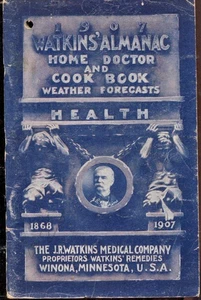 1907
WATKINS' ALMANAC
HOME DOCTOR
AND
COOK BOOK
WEATHER FORECASTS
HEALTH
1868 1907
THE J.R. WATKINS MEDICAL COMPANY
PROPRIETORS WATKINS' REMEDIES
WINONA, MINNESOTA, U.S.A.